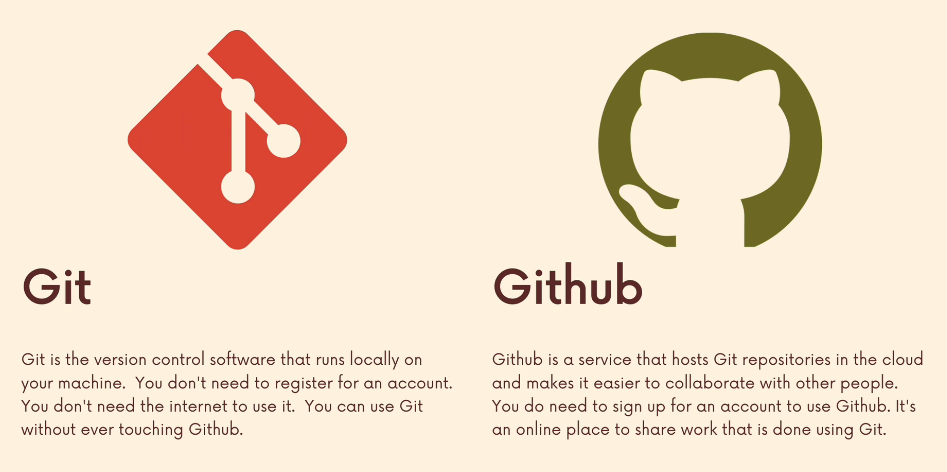 Git
Git is the version control software that runs locally on
your machine.  You don't need to register for an account.
You don't need the internet to use it.  You can use Git
without ever touching Github.
Github
Github is a service that hosts Git repositories in the cloud
and makes it easier to collaborate with other people.
You do need to sign up for an account to use Github. It's
an online place to share work that is done using Git.